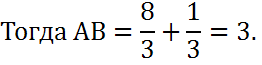 Тогда AB = 8/3 + 1/3 = 3.